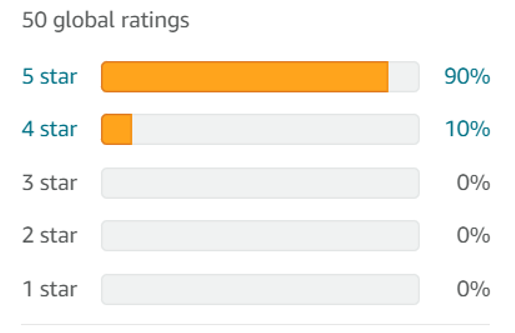 50 global ratings
5 star 90%
4 star 10%
3 star 0%
2 star 0%
1 star 0%